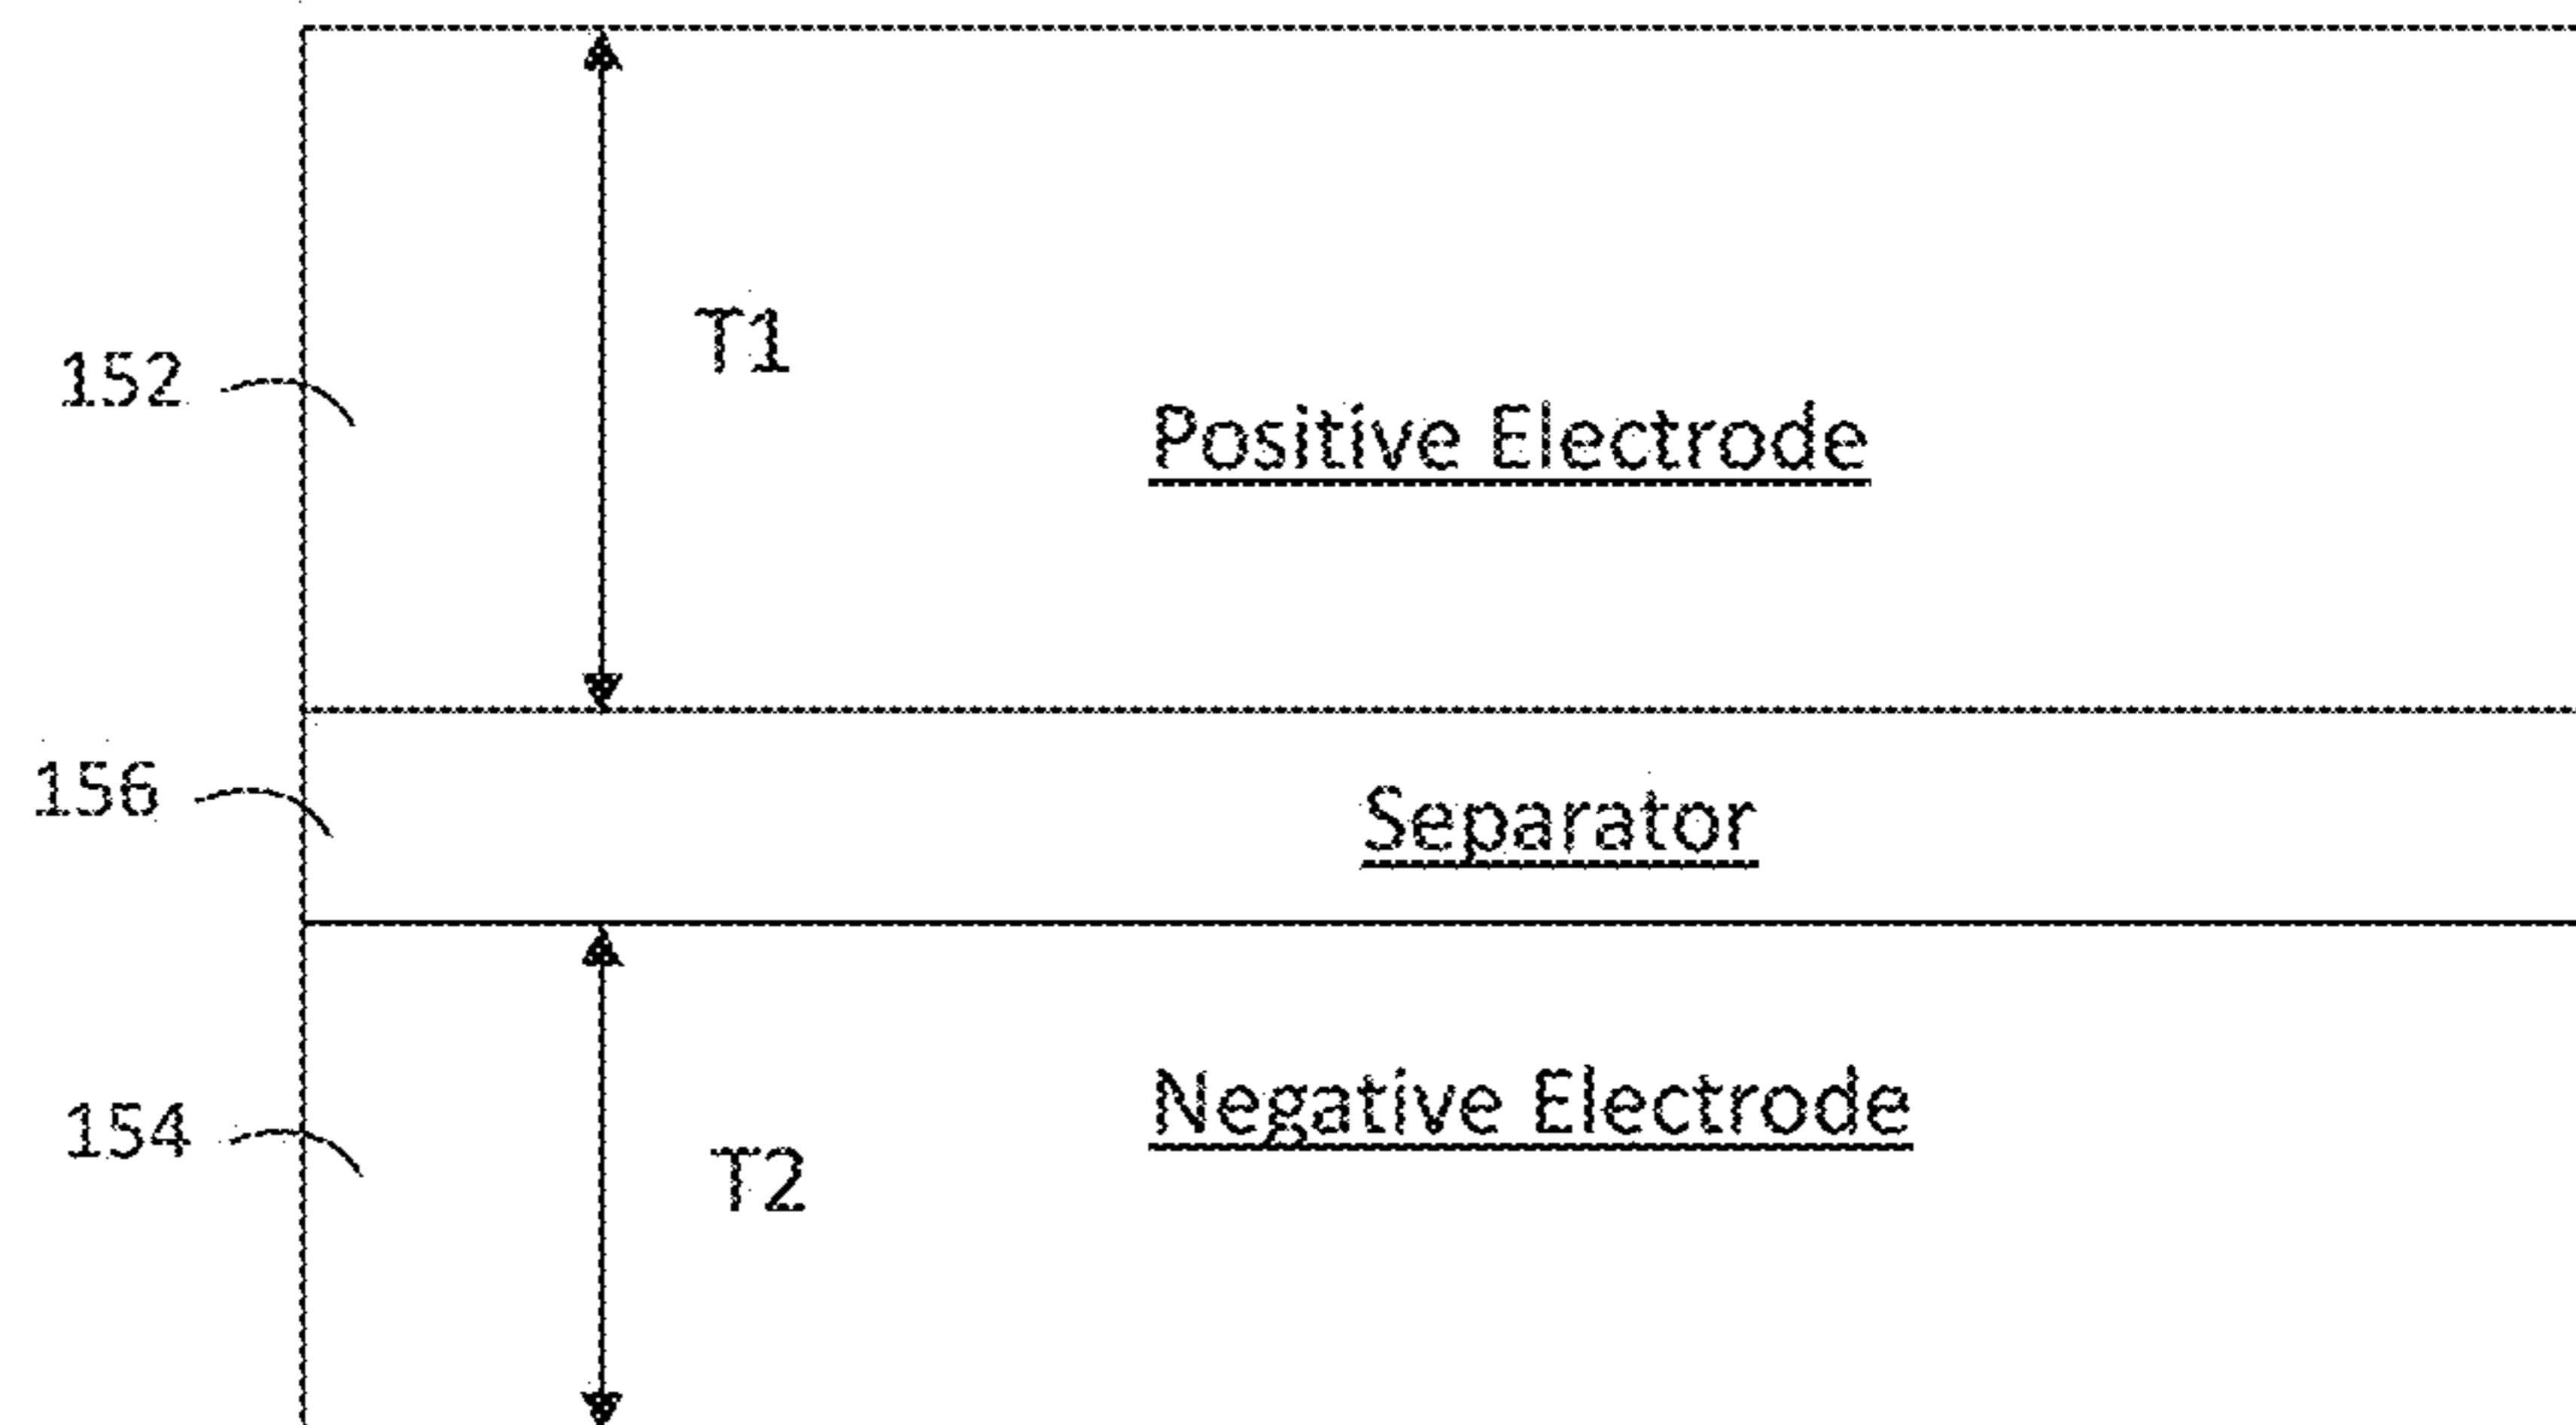 T1
152
Positive Electrode
156
Separator
Negative Electrode
154
T2